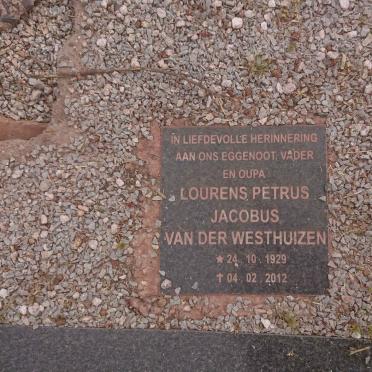 IN LIEFDEVOLLE HERINNERING
AAN ONS EGGENOOT, VADER
EN OUPA
LOURENS PETRUS
JACOBUS
VAN DER WESTHUIZEN
★ 24 . 10 . 1929
✝ 04 . 02 . 2012